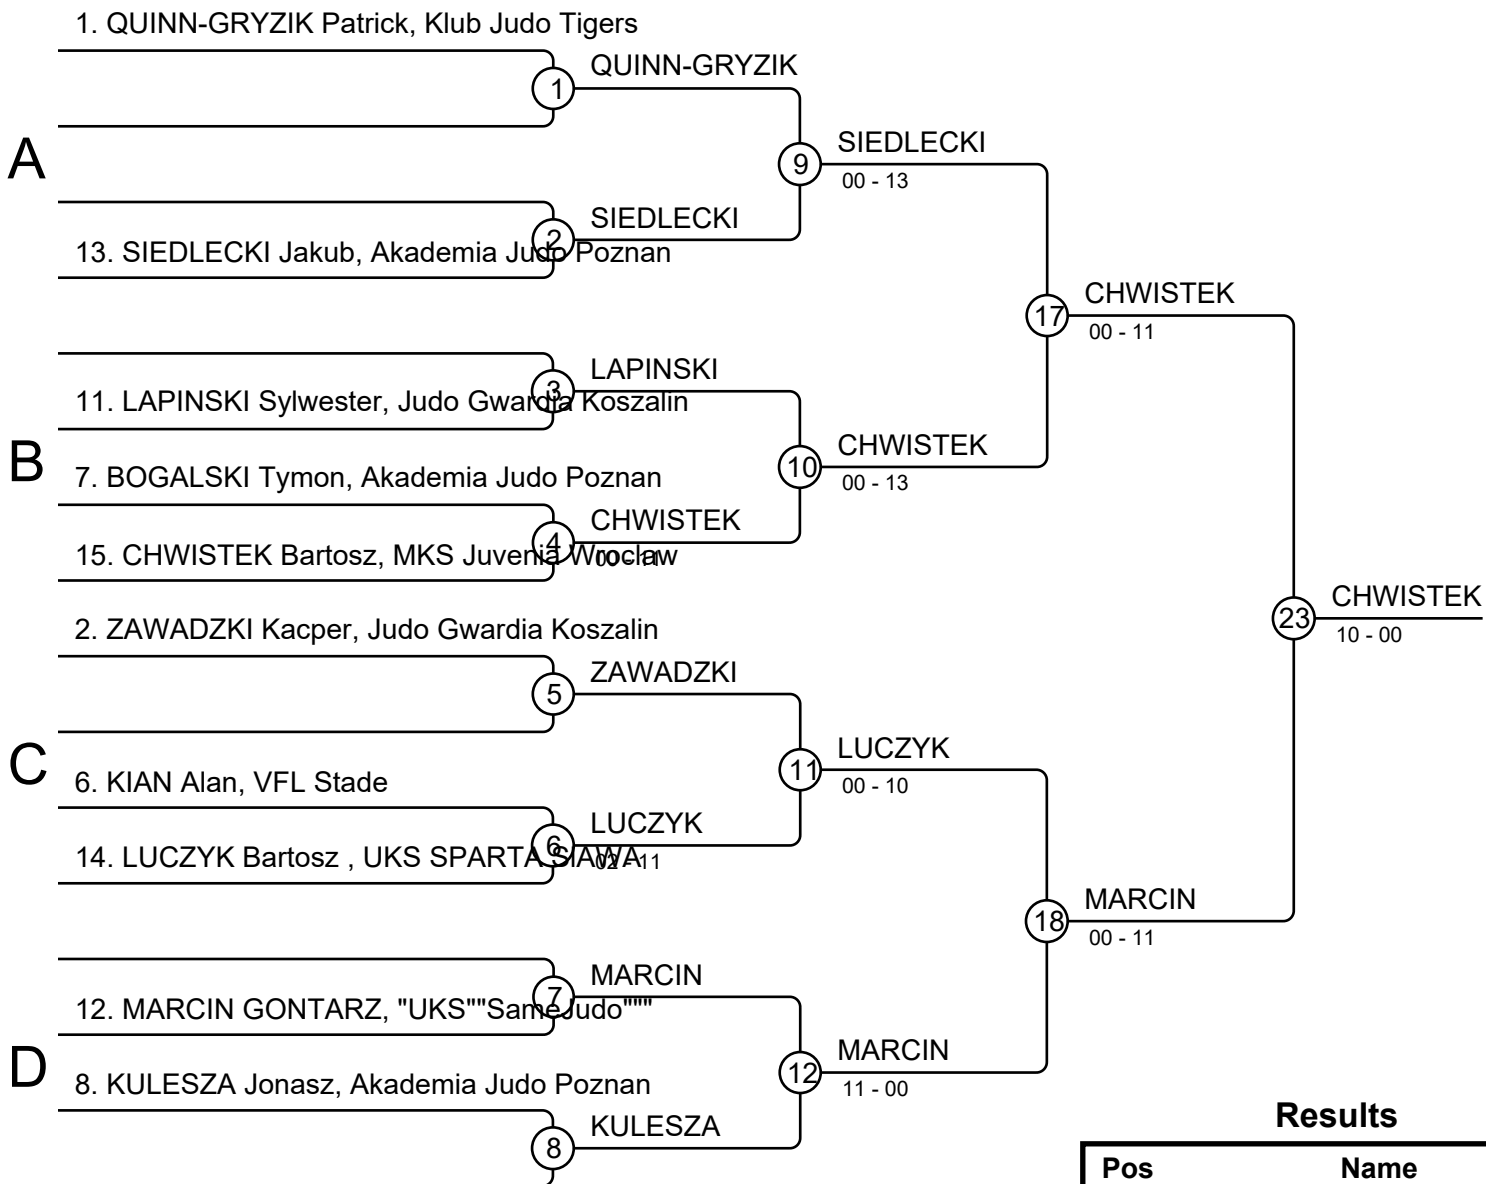 1. QUINN-GRYZIK Patrick, Klub Judo Tigers
QUINN-GRYZIK
1
SIEDLECKI
A
9
00 - 13
SIEDLECKI
2
13. SIEDLECKI Jakub, Akademia Judo Poznan
CHWISTEK
17
00 - 11
LAPINSKI
3
11. LAPINSKI Sylwester, Judo Gwardia Koszalin
CHWISTEK
B
10
7. BOGALSKI Tymon, Akademia Judo Poznan
00 - 13
CHWISTEK
4
15. CHWISTEK Bartosz, MKS Juvenia Wroclaw
00 - 11
CHWISTEK
23
2. ZAWADZKI Kacper, Judo Gwardia Koszalin
10 - 00
ZAWADZKI
5
LUCZYK
C
11
6. KIAN Alan, VFL Stade
00 - 10
LUCZYK
6
14. LUCZYK Bartosz , UKS SPARTA SIAWA
02 - 11
MARCIN
18
00 - 11
MARCIN
7
12. MARCIN GONTARZ, "UKS""SameJudo"""
MARCIN
D
12
8. KULESZA Jonasz, Akademia Judo Poznan
11 - 00
KULESZA
8
Results
Pos Name